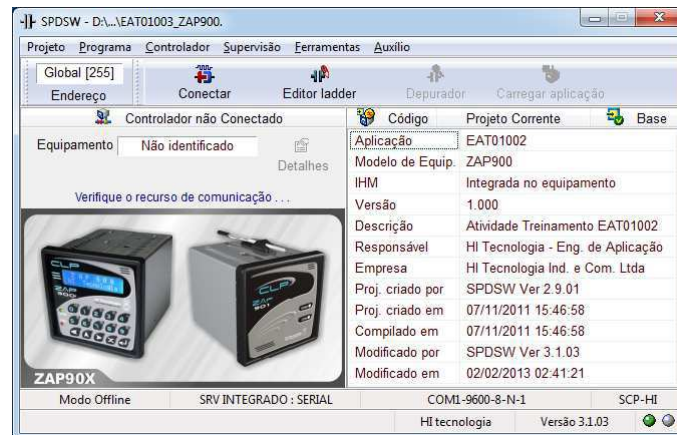 SPDSW - D:\...\EAT01003_ZAP900.
Projeto Programa Controlador Supervisão Ferramentas Auxílio
Global [255]
Endereço Conectar Editor ladder Depurador Carregar aplicação
Controlador não Conectado
Equipamento Não identificado
Detalhes
Verifique o recurso de comunicação . . .
CLP
ZAP
900
CLP
ZAP
901
ZAP90X
Código Projeto Corrente Base
Aplicação EAT01002
Modelo de Equip. ZAP900
IHM Integrada no equipamento
Versão 1.000
Descrição Atividade Treinamento EAT01002
Responsável HI Tecnologia - Eng. de Aplicação
Empresa HI Tecnologia Ind. e Com. Ltda
Proj. criado por SPDSW Ver 2.9.01
Proj. criado em 07/11/2011 15:46:58
Compilado em 07/11/2011 15:46:58
Modificado por SPDSW Ver 3.1.03
Modificado em 02/02/2013 02:41:21
Modo Offline SRV INTEGRADO : SERIAL COM1-9600-8-N-1 SCP-HI
HI tecnologia Versão 3.1.03